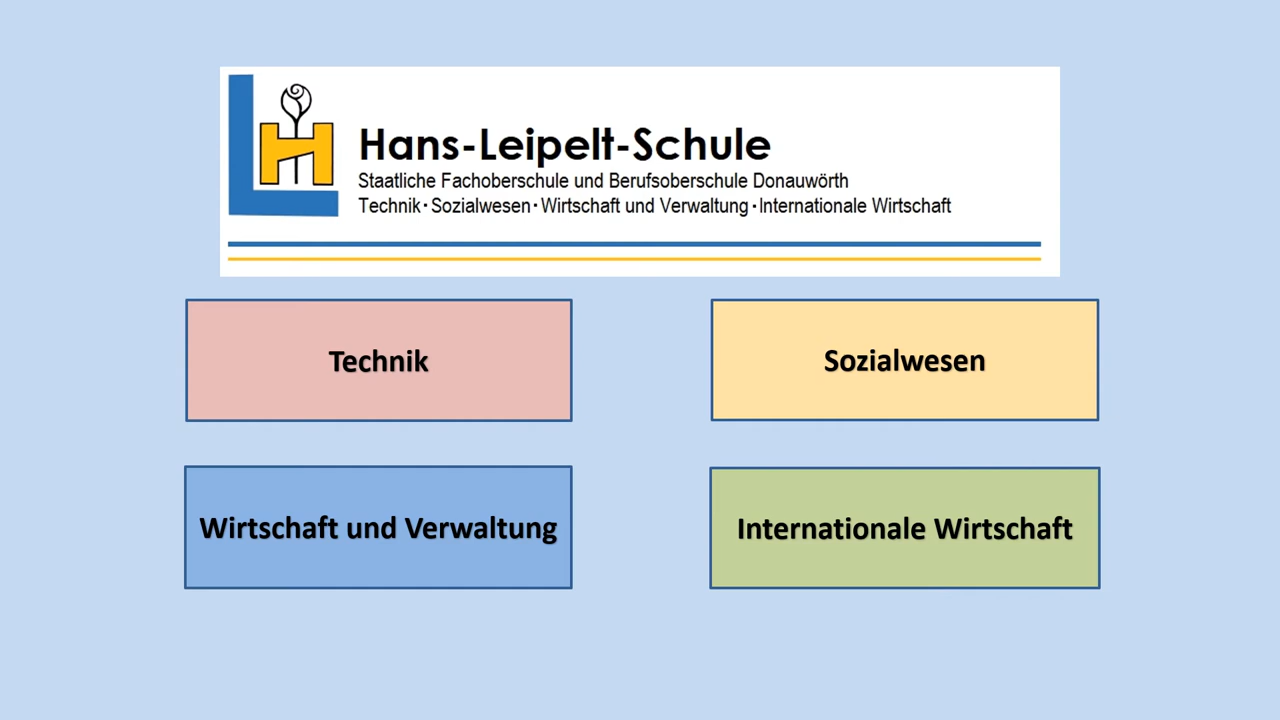 LH
Hans-Leipelt-Schule
Staatliche Fachoberschule und Berufsoberschule Donauwörth
Technik · Sozialwesen · Wirtschaft und Verwaltung · Internationale Wirtschaft
Technik
Sozialwesen
Wirtschaft und Verwaltung
Internationale Wirtschaft